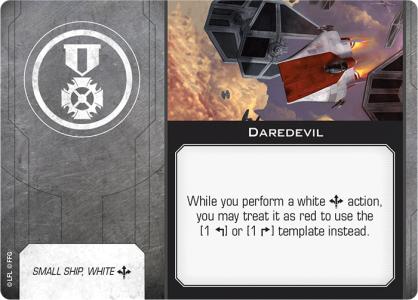 DAREDEVIL
While you perform a white action,
you may treat it as red to use the
[1 ↰] or [1 ↱] template instead.
SMALL SHIP, WHITE
© LFL © FFG